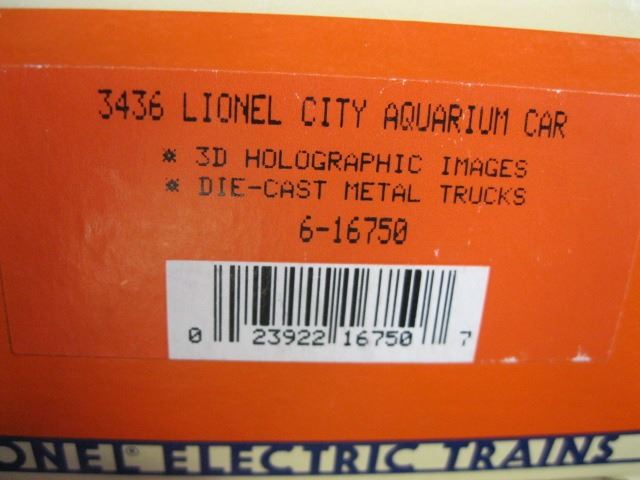 3436 LIONEL CITY AQUARIUM CAR
* 3D HOLOGRAPHIC IMAGES
* DIE-CAST METAL TRUCKS
6-16750
0 23922 16750 7
ONEL® ELECTRIC TRAINS